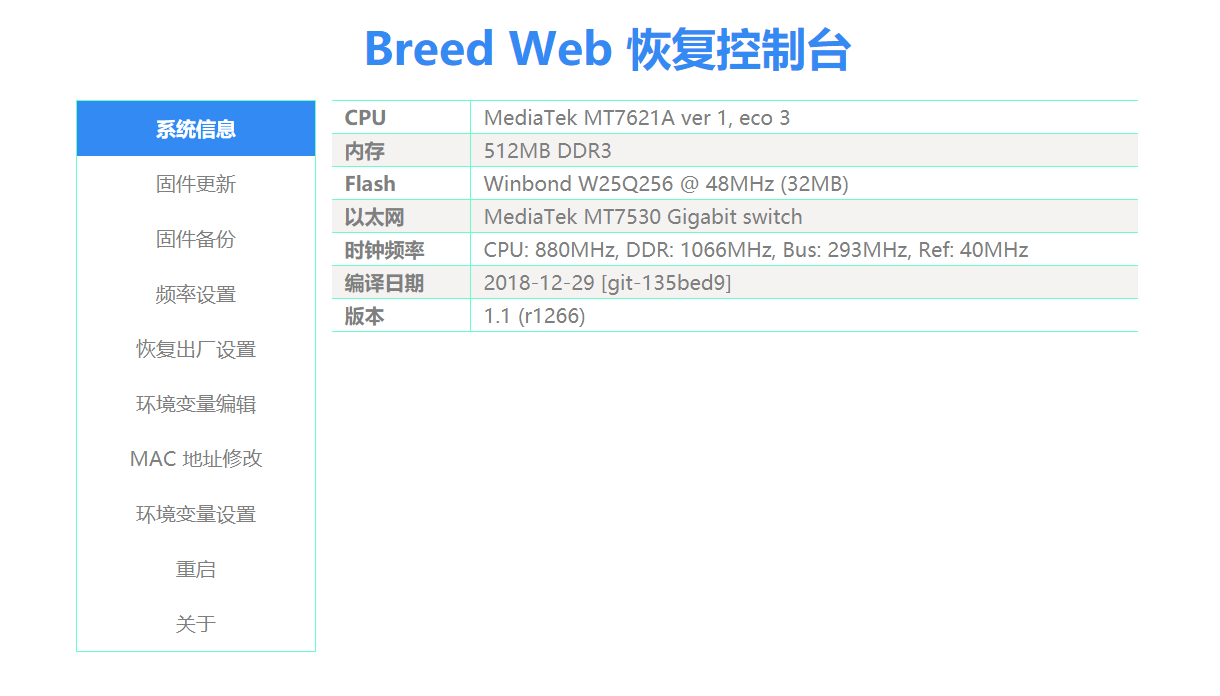 Breed Web 恢复控制台
系统信息
固件更新
固件备份
频率设置
恢复出厂设置
环境变量编辑
MAC 地址修改
环境变量设置
重启
关于
CPU MediaTek MT7621A ver 1, eco 3
内存 512MB DDR3
Flash Winbond W25Q256 @ 48MHz (32MB)
以太网 MediaTek MT7530 Gigabit switch
时钟频率 CPU: 880MHz, DDR: 1066MHz, Bus: 293MHz, Ref: 40MHz
编译日期 2018-12-29 [git-135bed9]
版本 1.1 (r1266)